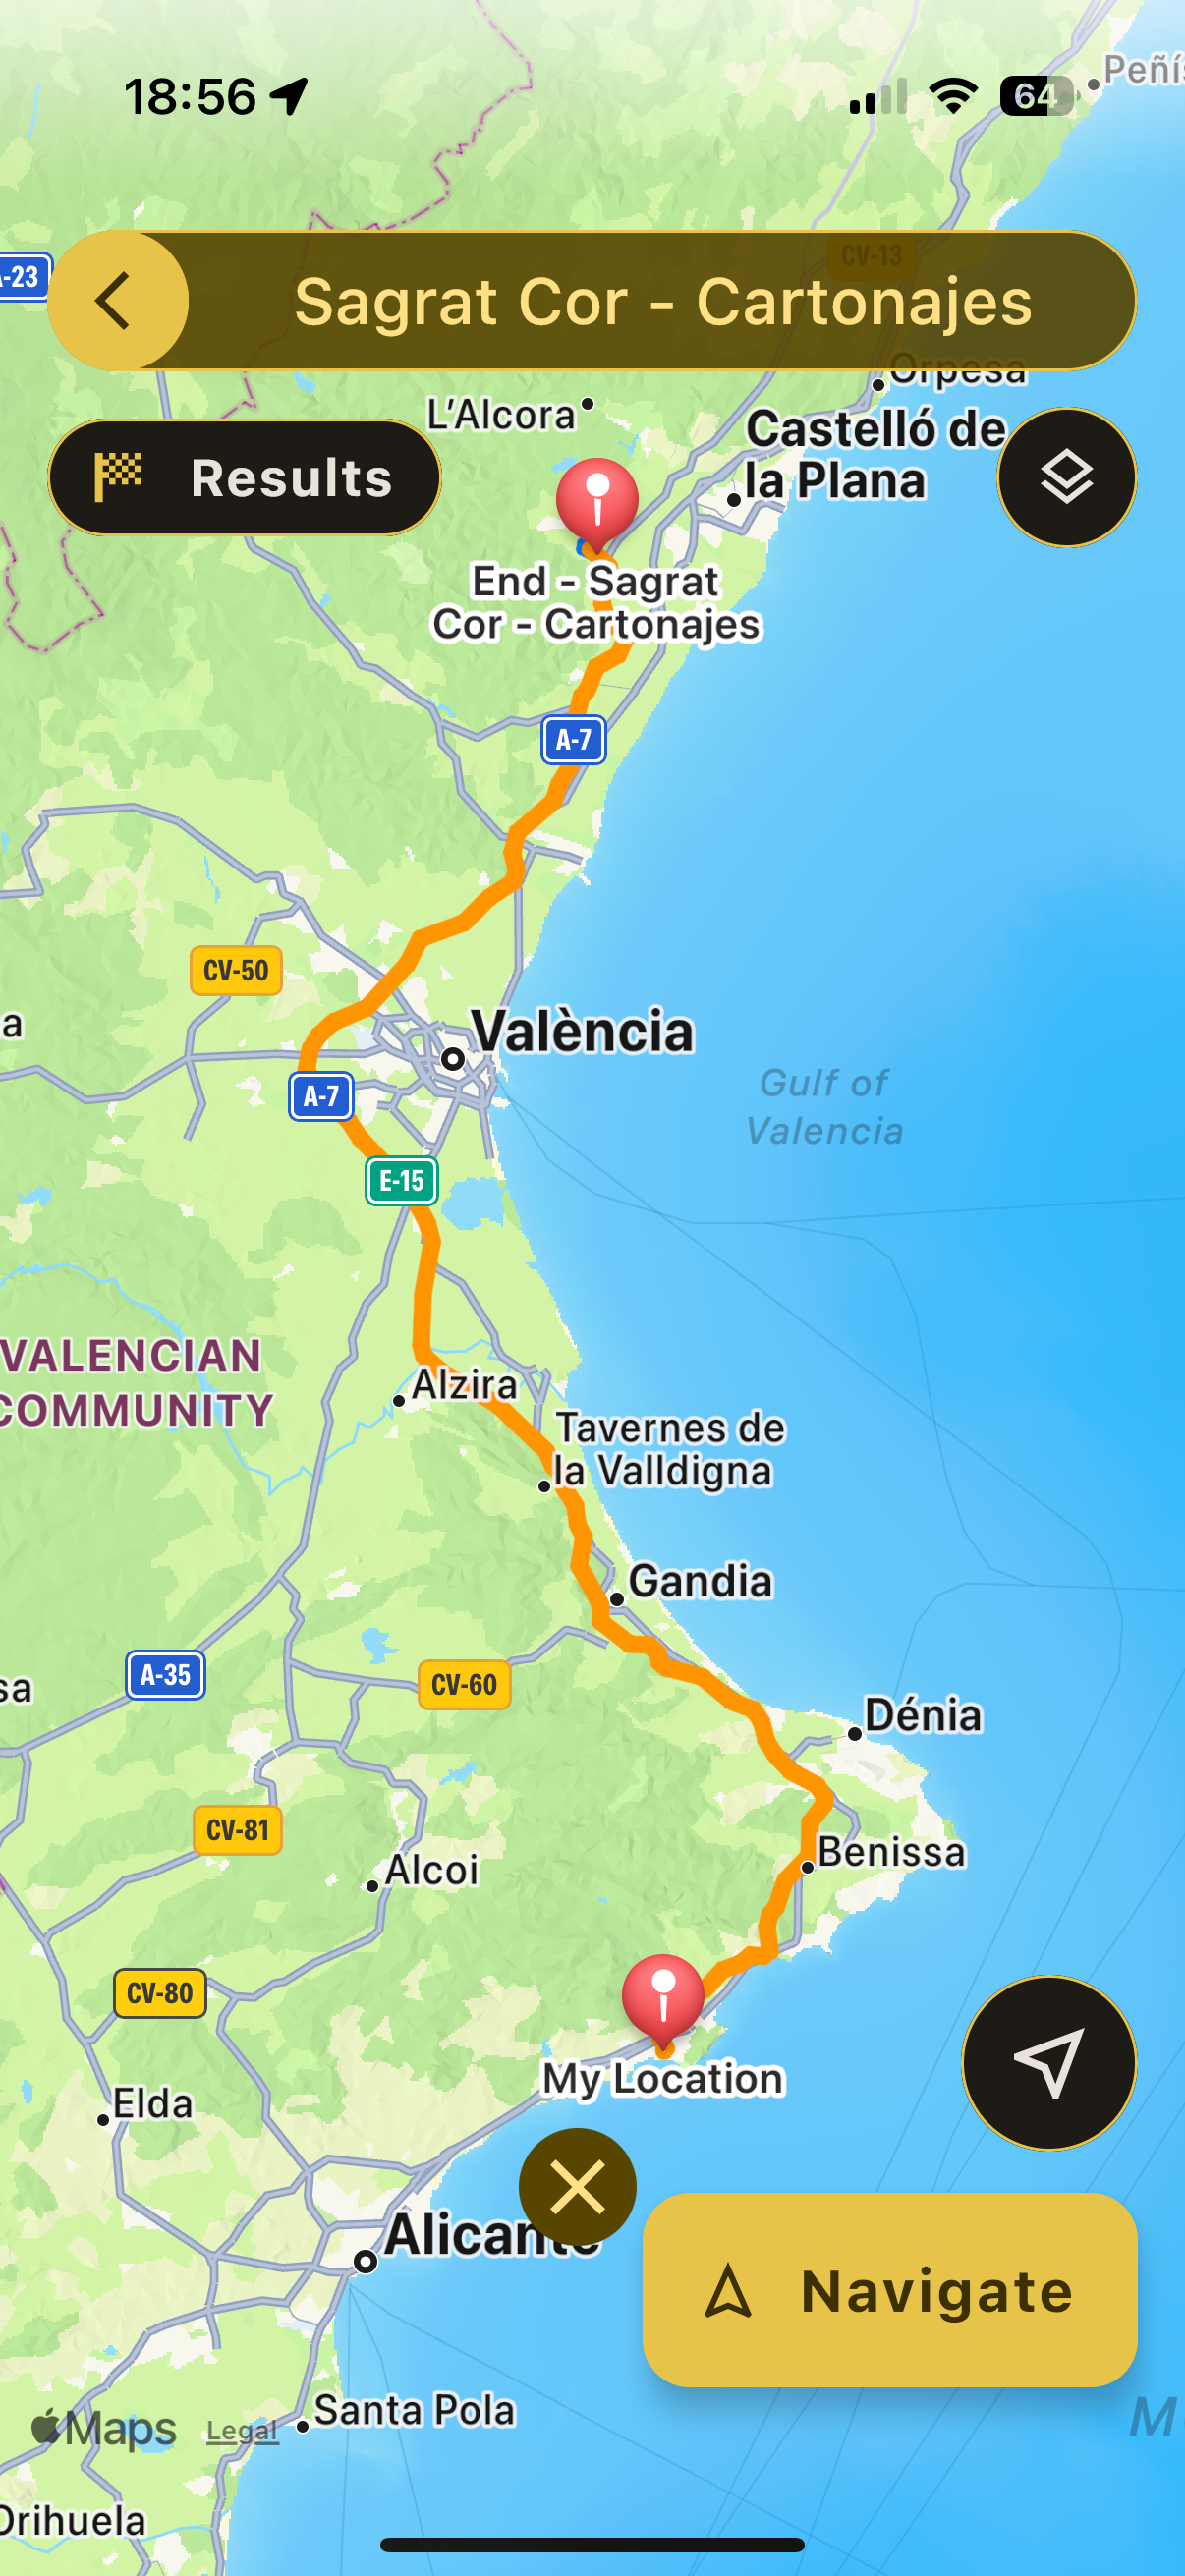 18:56
64
Peñís
A-23
CV-13
Sagrat Cor - Cartonajes
Orpesa
L'Alcora
Castelló de
la Plana
Results
End - Sagrat
Cor - Cartonajes
A-7
CV-50
a
València
A-7
Gulf of
Valencia
E-15
VALENCIAN
COMMUNITY
Alzira
Tavernes de
la Valldigna
Gandia
A-35
CV-60
sa
Dénia
CV-81
Benissa
Alcoi
CV-80
My Location
Elda
Alicante
Navigate
Santa Pola
Maps
Legal
M
Orihuela